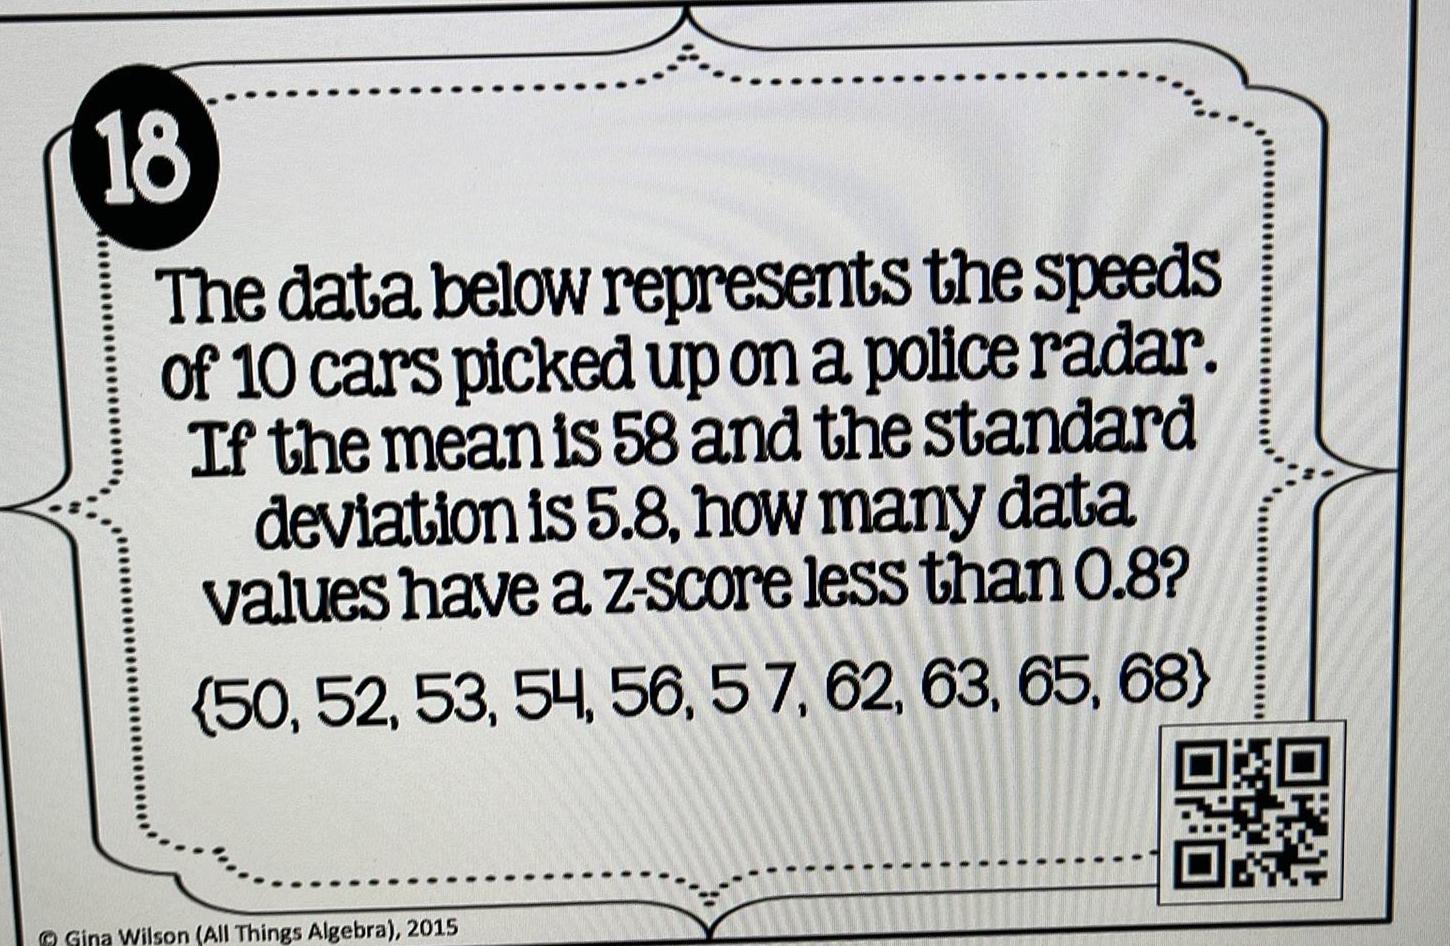 18
The data below represents the speeds
of 10 cars picked up on a police radar.
If the mean is 58 and the standard
deviation is 5.8, how many data
values have a z-score less than 0.8?
{50, 52, 53, 54, 56, 5 7, 62, 63, 65, 68}
© Gina Wilson (All Things Algebra), 2015